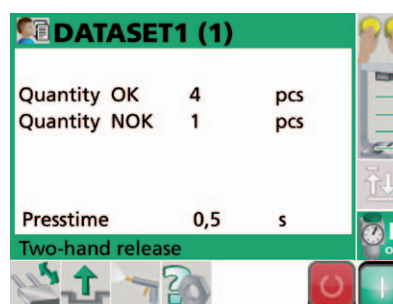 DATASET1 (1)
Quantity OK 4 pcs
Quantity NOK 1 pcs
Presstime 0,5 s
Two-hand release